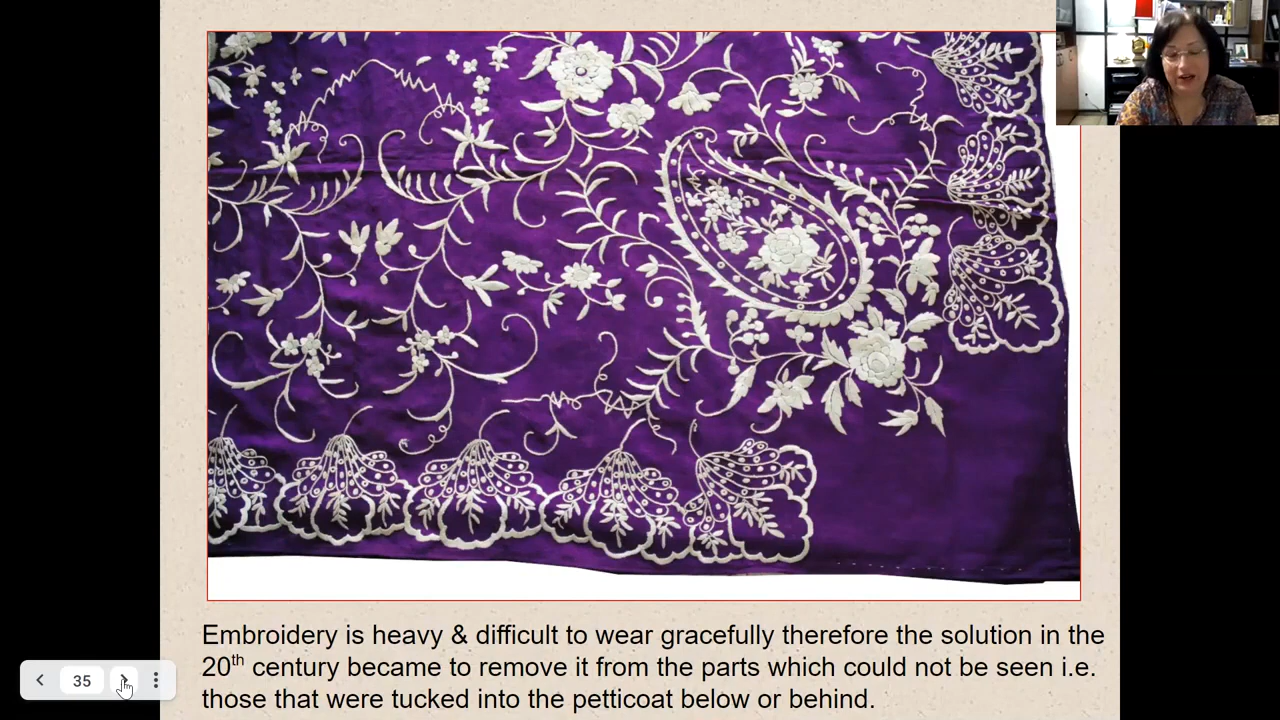 Embroidery is heavy & difficult to wear gracefully therefore the solution in the
20th century became to remove it from the parts which could not be seen i.e.
those that were tucked into the petticoat below or behind.
35